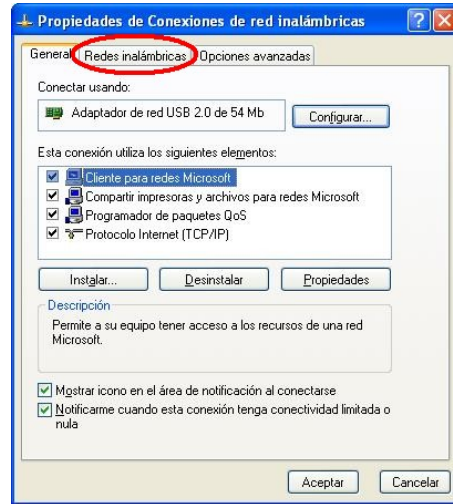 Propiedades de Conexiones de red inalámbricas
General Redes inalámbricas Opciones avanzadas
Conectar usando:
Adaptador de red USB 2.0 de 54 Mb Configurar...
Esta conexión utiliza los siguientes elementos:
Cliente para redes Microsoft
Compartir impresoras y archivos para redes Microsoft
Programador de paquetes QoS
Protocolo Internet (TCP/IP)
Instalar... Desinstalar Propiedades
Descripción
Permite a su equipo tener acceso a los recursos de una red
Microsoft.
Mostrar icono en el área de notificación al conectarse
Notificarme cuando esta conexión tenga conectividad limitada o
nula
Aceptar Cancelar